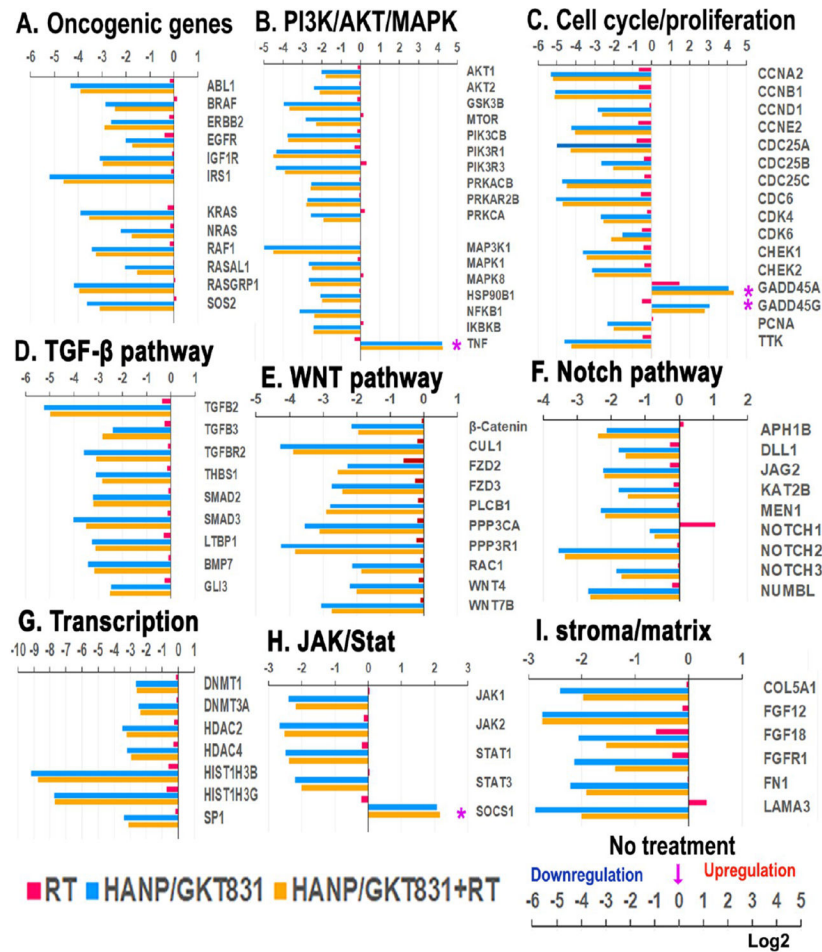 A. Oncogenic genes
-6 -5 -4 -3 -2 -1 0 1
ABL1
BRAF
ERBB2
EGFR
IGF1R
IRS1
KRAS
NRAS
RAF1
RASAL1
RASGRP1
SOS2
B. PI3K/AKT/MAPK
-5 -4 -3 -2 -1 0 1 2 3 4 5
AKT1
AKT2
GSK3B
MTOR
PIK3CB
PIK3R1
PIK3R3
PRKACB
PRKAR2B
PRKCA
MAP3K1
MAPK1
MAPK8
HSP90B1
NFKB1
IKBKB
* TNF
C. Cell cycle/proliferation
-6 -5 -4 -3 -2 -1 0 1 2 3 4 5
CCNA2
CCNB1
CCND1
CCNE2
CDC25A
CDC25B
CDC25C
CDC6
CDK4
CDK6
CHEK1
CHEK2
* GADD45A
* GADD45G
PCNA
TTK
D. TGF-β pathway
-6 -5 -4 -3 -2 -1 0 1
TGFB2
TGFB3
TGFBR2
THBS1
SMAD2
SMAD3
LTBP1
BMP7
GLI3
E. WNT pathway
-5 -4 -3 -2 -1 0 1
β-Catenin
CUL1
FZD2
FZD3
PLCB1
PPP3CA
PPP3R1
RAC1
WNT4
WNT7B
F. Notch pathway
-4 -3 -2 -1 0 1 2
APH1B
DLL1
JAG2
KAT2B
MEN1
NOTCH1
NOTCH2
NOTCH3
NUMBL
G. Transcription
-10 -9 -8 -7 -6 -5 -4 -3 -2 -1 0 1
DNMT1
DNMT3A
HDAC2
HDAC4
HIST1H3B
HIST1H3G
SP1
H. JAK/Stat
-3 -2 -1 0 1 2 3
JAK1
JAK2
STAT1
STAT3
* SOCS1
I. stroma/matrix
-3 -2 -1 0 1
COL5A1
FGF12
FGF18
FGFR1
FN1
LAMA3
RT HANP/GKT831 HANP/GKT831+RT
No treatment
Downregulation ↓ Upregulation
-6 -5 -4 -3 -2 -1 0 1 2 3 4 5
Log2